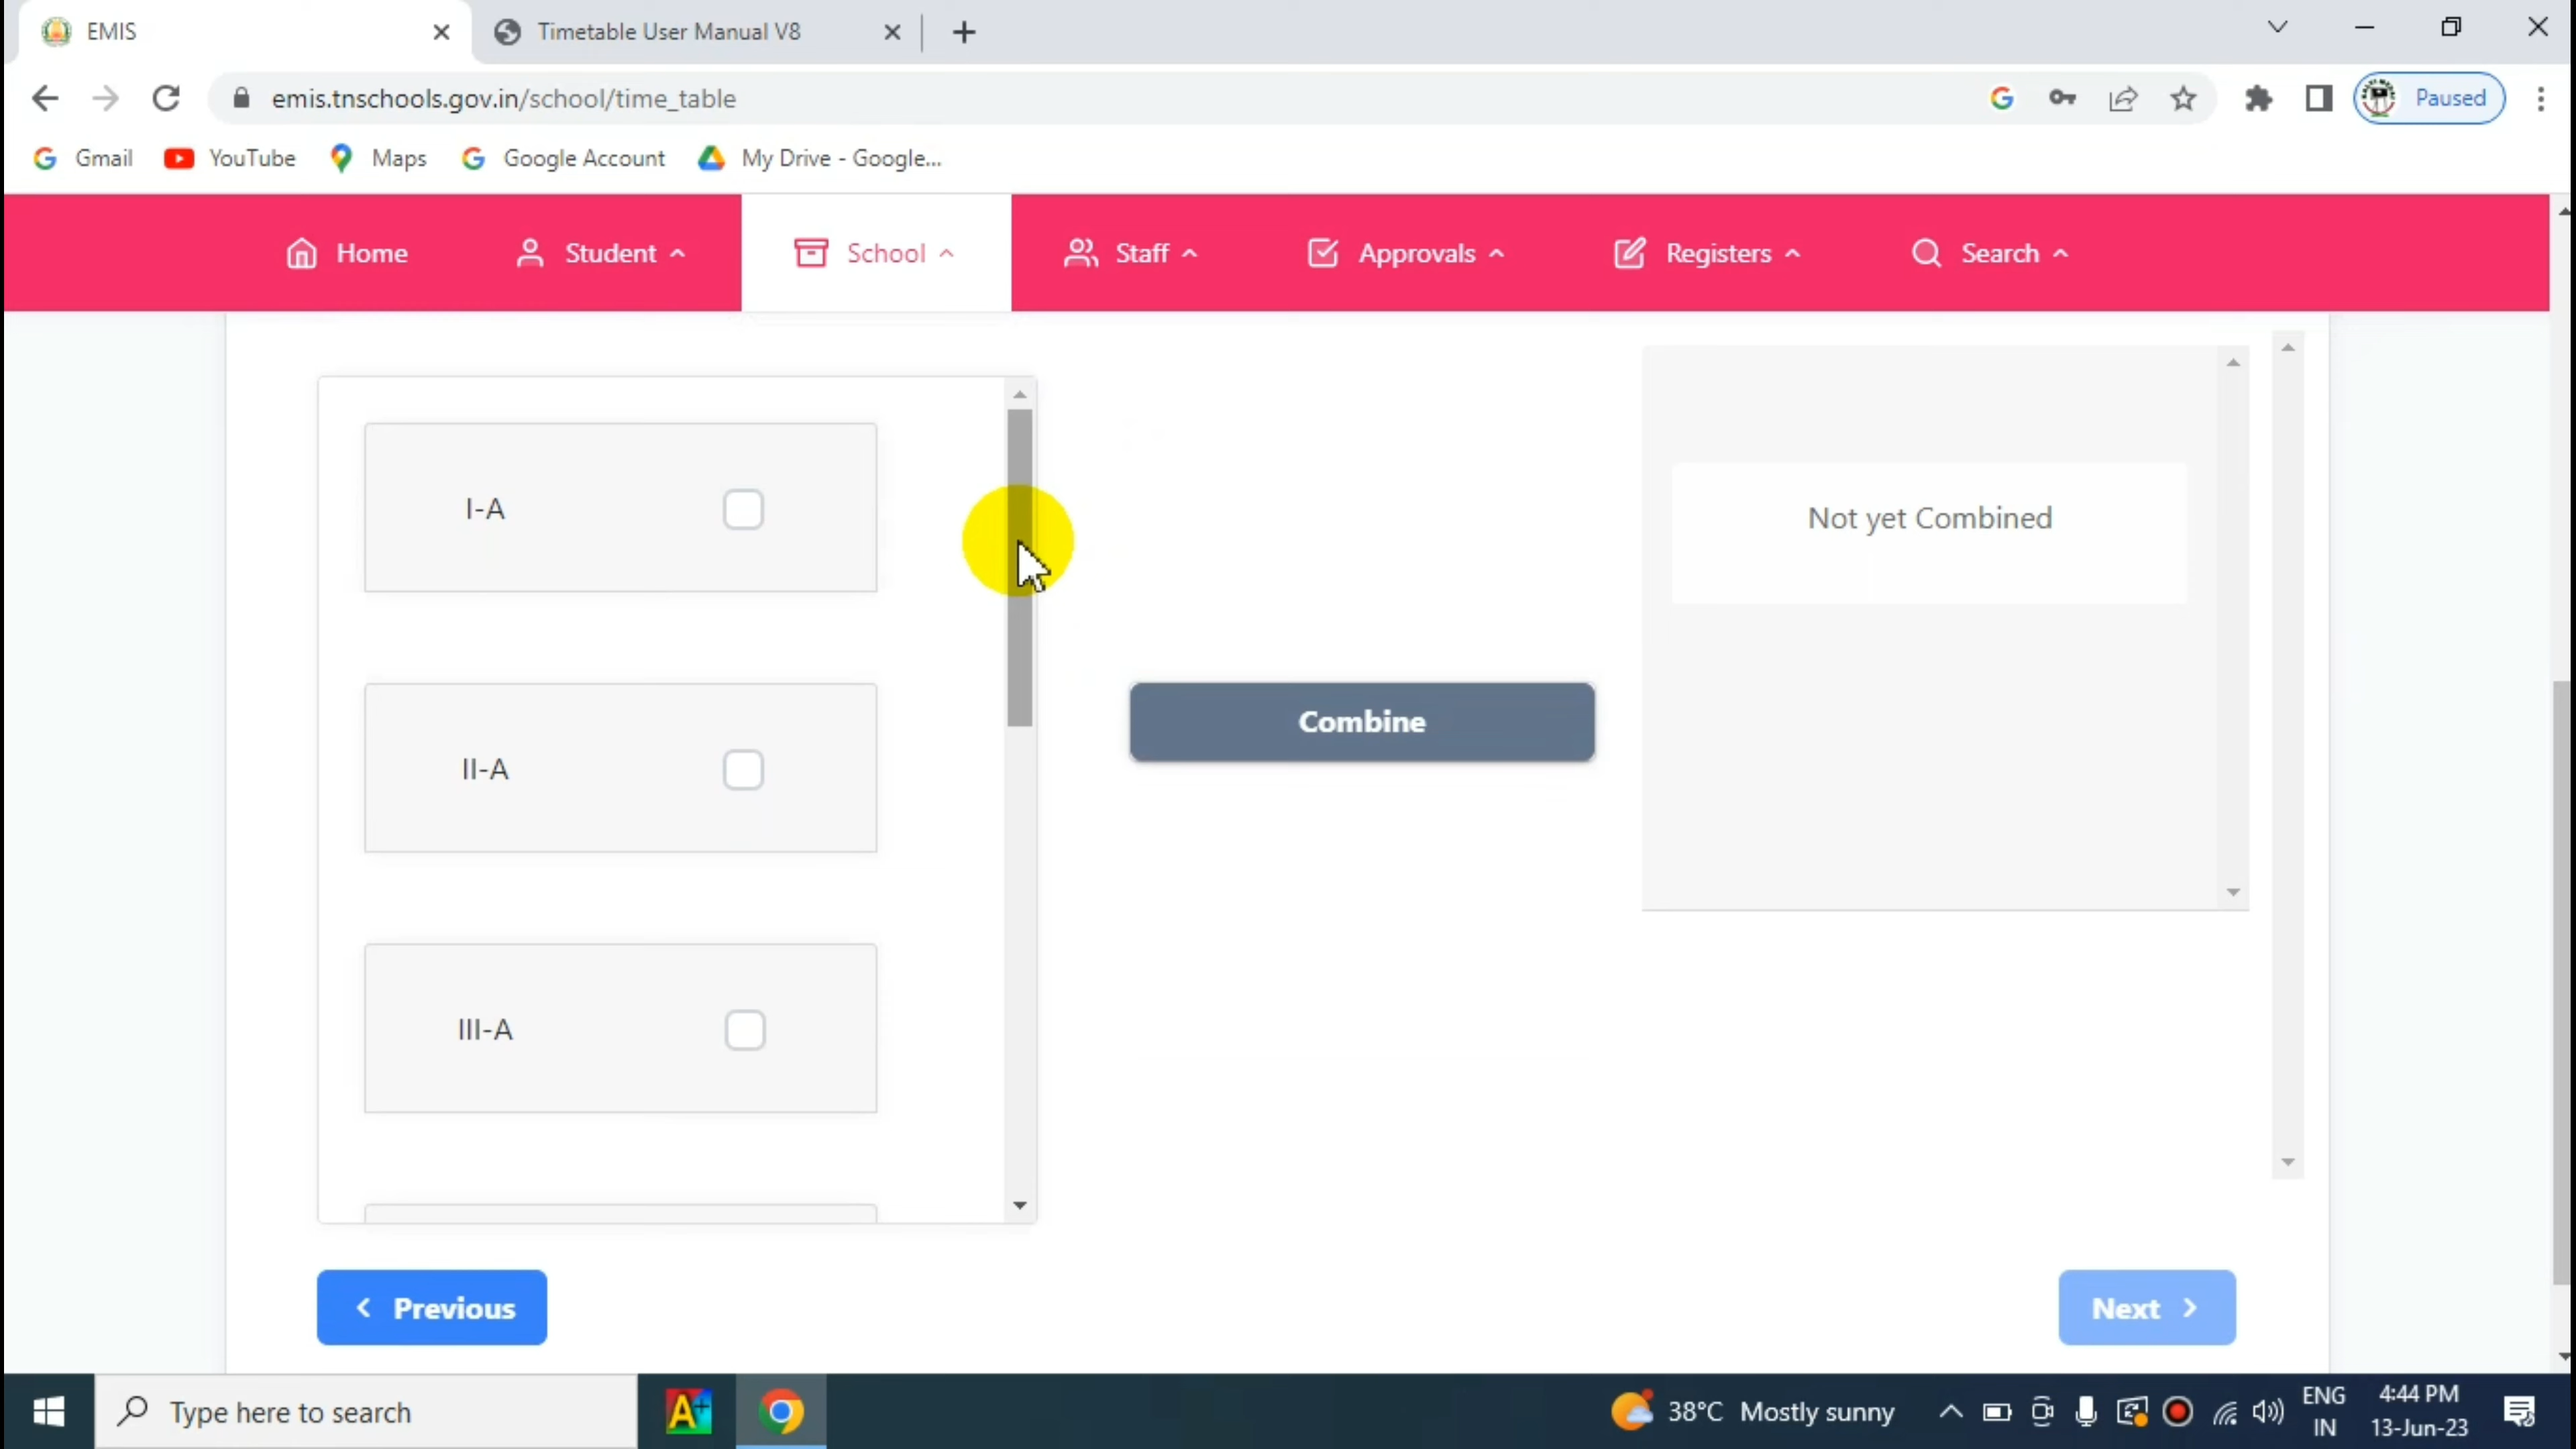 EMIS
Timetable User Manual V8
emis.tnschools.gov.in/school/time_table
Paused
Gmail
YouTube
Maps
Google Account
My Drive - Google...
Home
Student
School
Staff
Approvals
Registers
Search
I-A
Not yet Combined
Combine
II-A
III-A
Previous
Next
Type here to search
38°C Mostly sunny
ENG
IN
4:44 PM
13-Jun-23